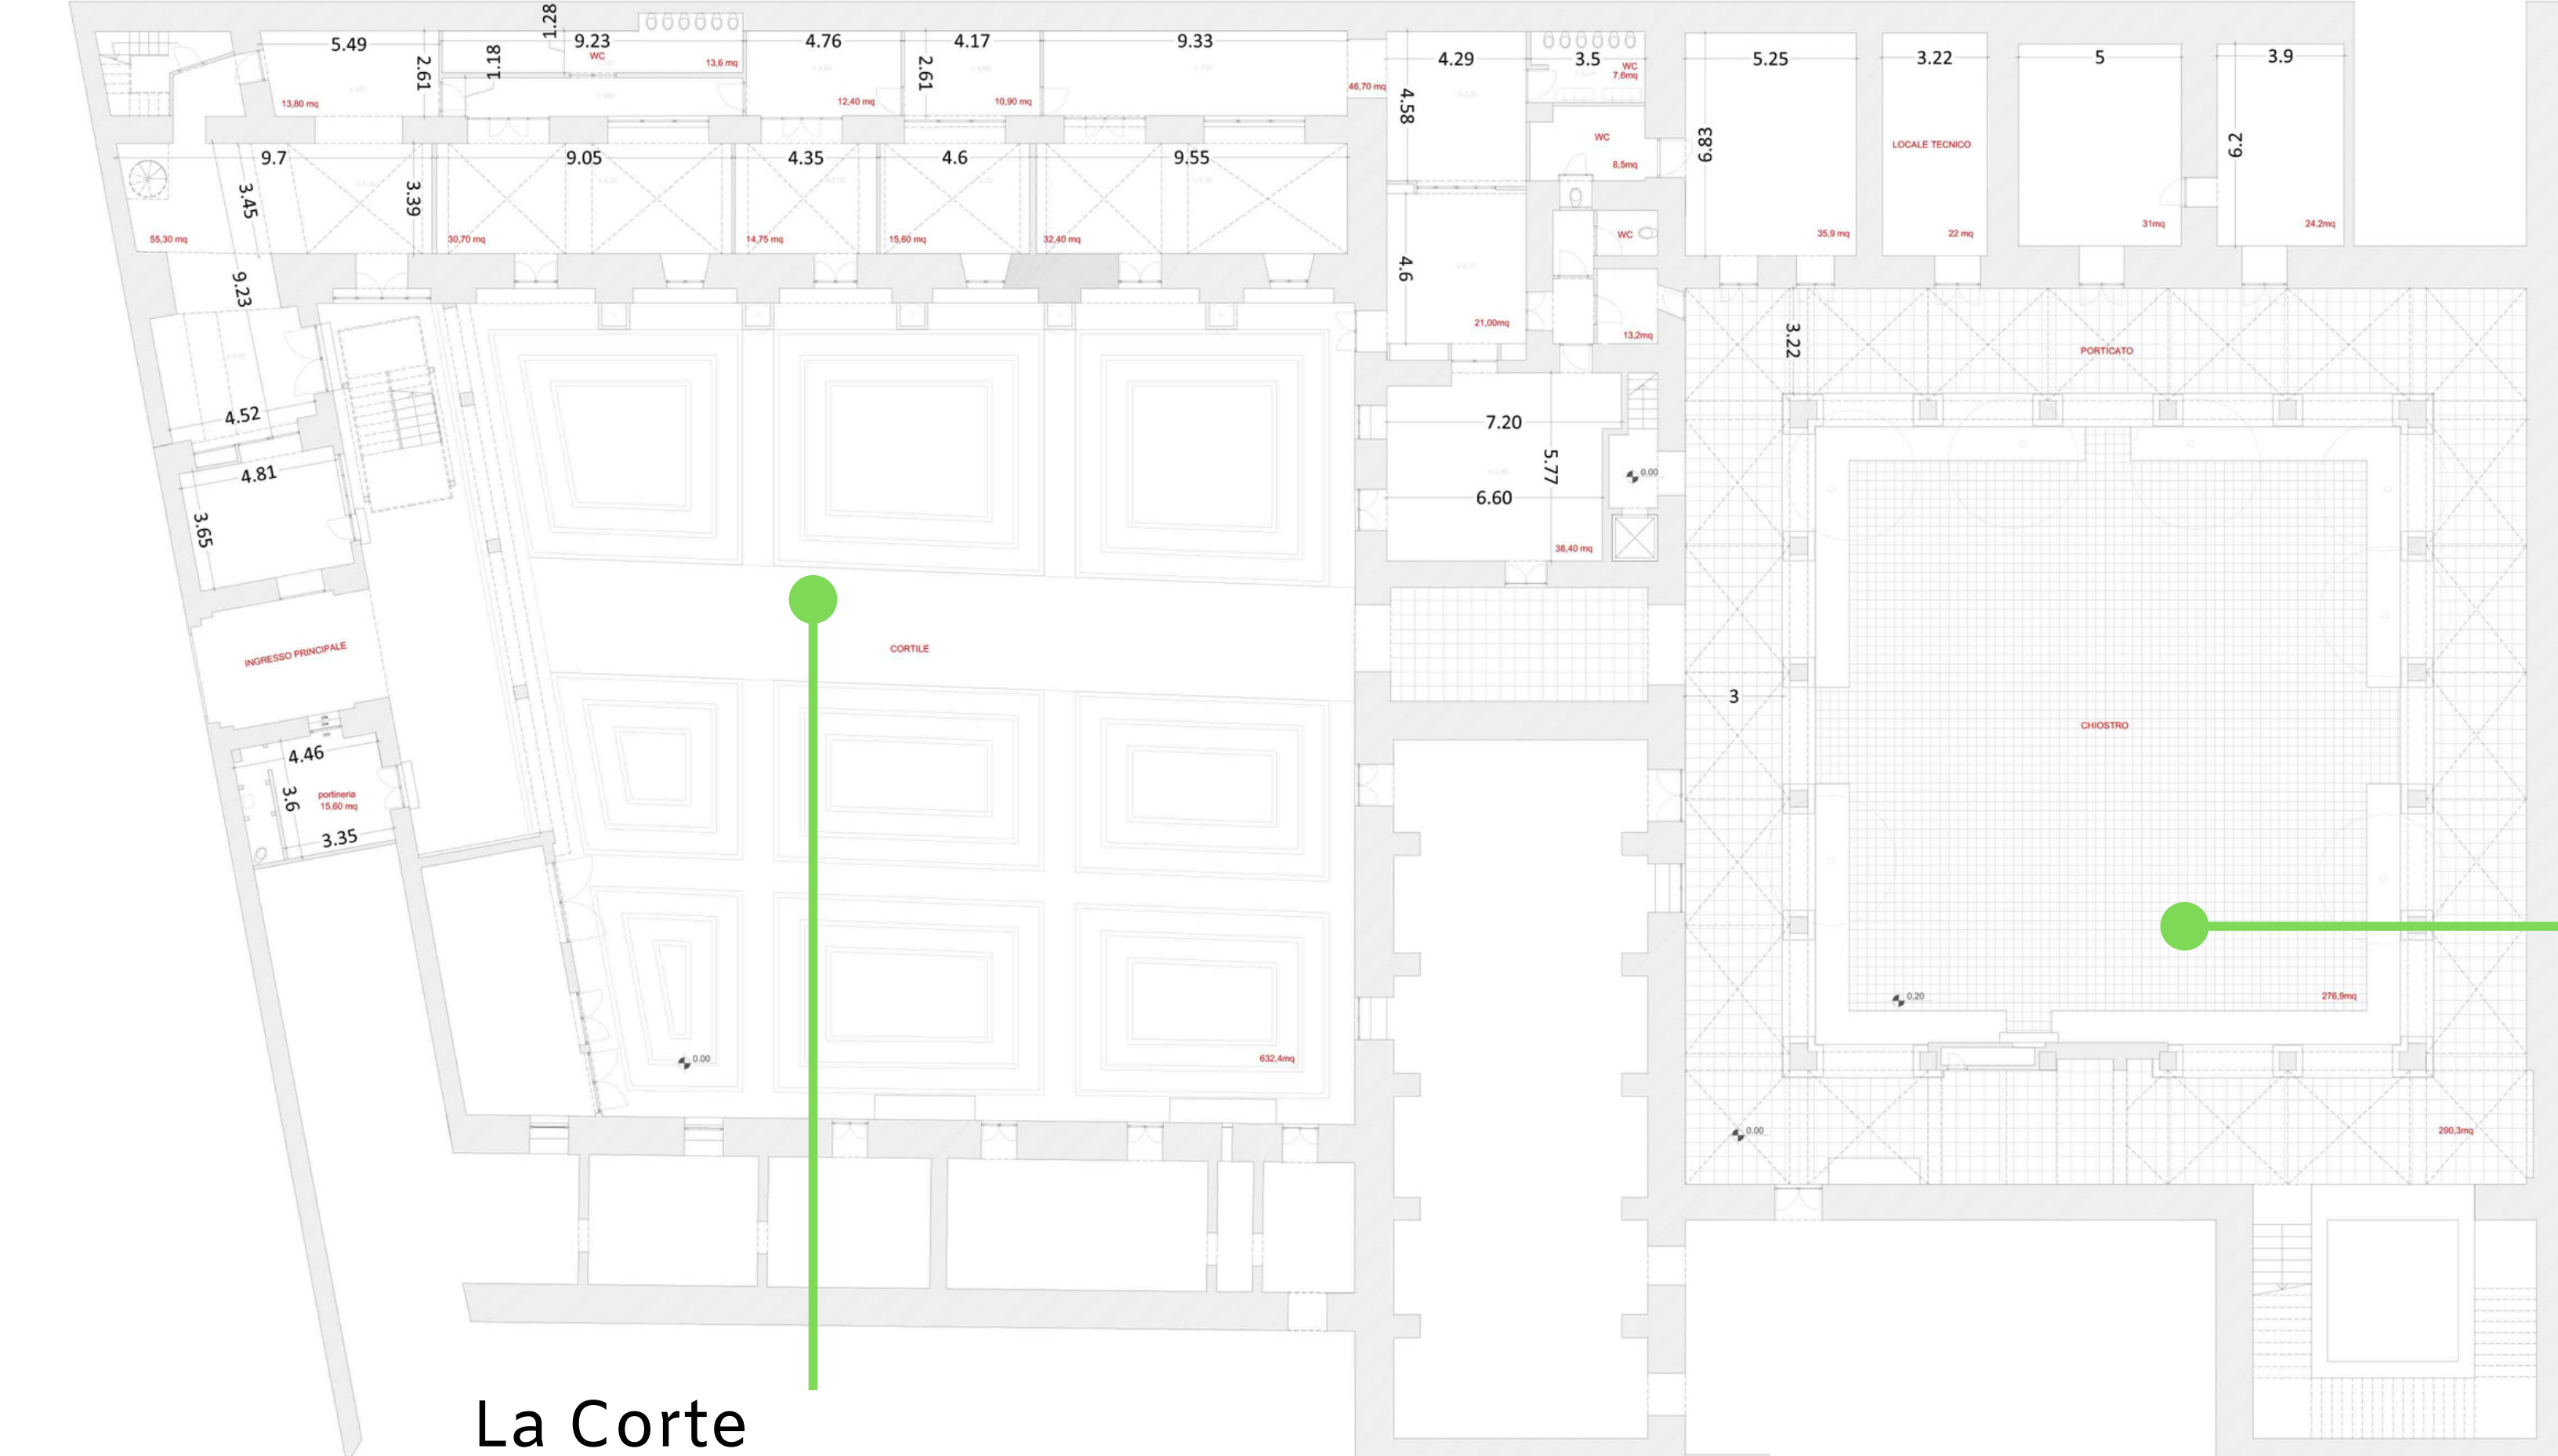 1.28
5.49
9.23
4.76
4.17
9.33
WC
13,6 mq
1.18
2.61
2.61
13,80 mq
12,40 mq
10,90 mq
46,70 mq
4.29
3.5
WC
7,6mq
4.58
WC
8,5mq
5.25
3.22
5
3.9
6.83
LOCALE TECNICO
6.2
35,9 mq
22 mq
31mq
24,2mq
9.7
9.05
4.35
4.6
9.55
3.45
3.39
55,30 mq
30,70 mq
14,75 mq
15,60 mq
32,40 mq
WC
4.6
21,00mq
13,2mq
9.23
4.52
4.81
3.65
3.22
PORTICATO
7.20
5.77
0.00
6.60
38,40 mq
INGRESSO PRINCIPALE
CORTILE
3
CHIOSTRO
4.46
3.6
portineria
15,60 mq
3.35
0.20
276,9mq
0.00
632,4mq
0.00
290,3mq
La Corte